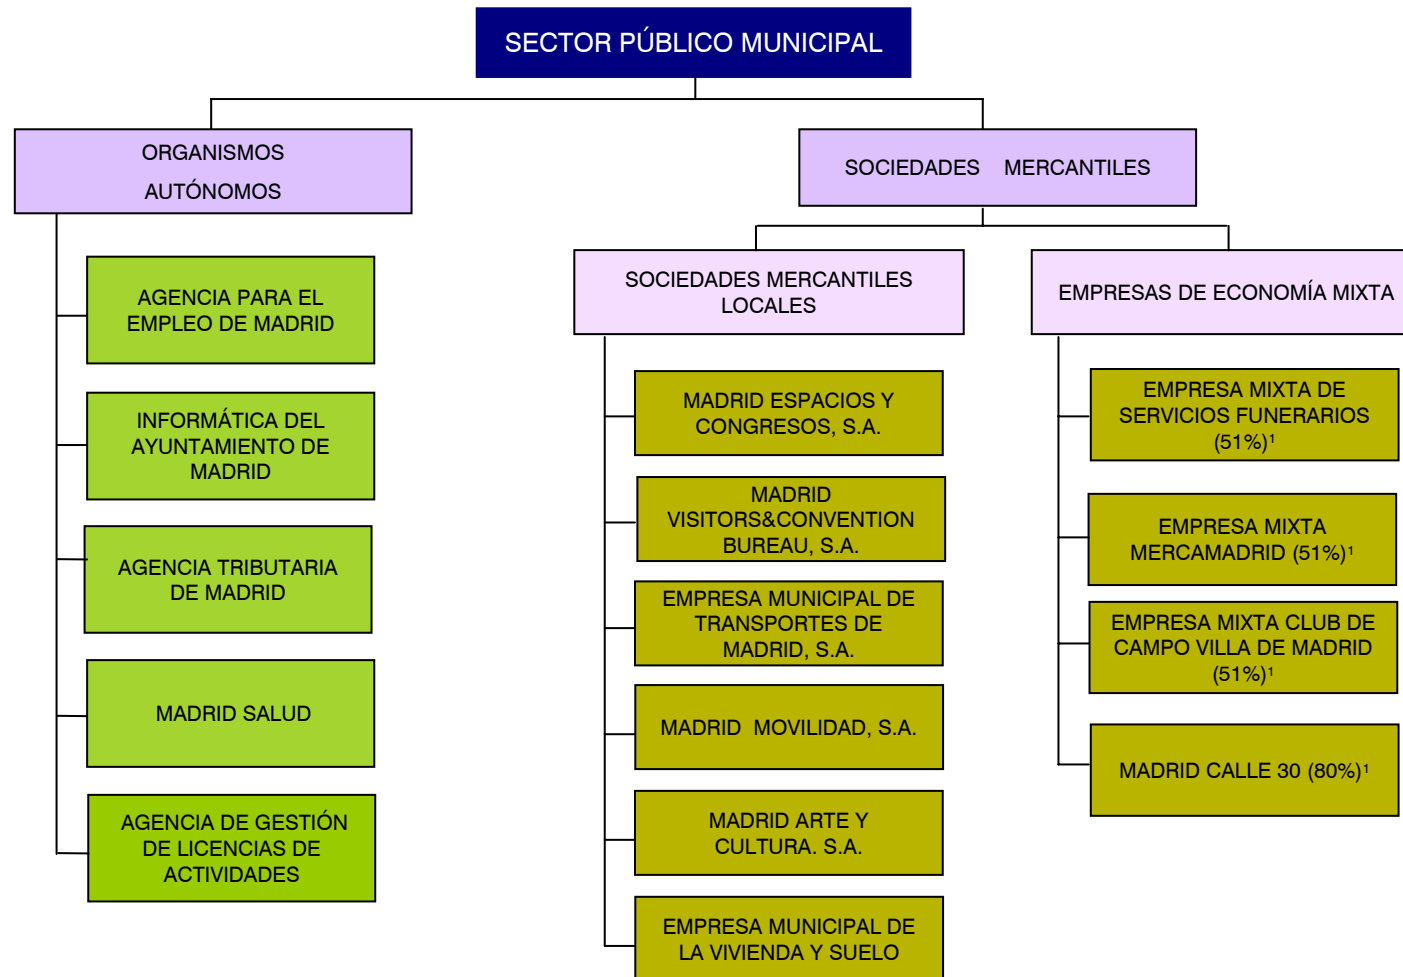 SECTOR PÚBLICO MUNICIPAL
ORGANISMOS
AUTÓNOMOS
AGENCIA PARA EL
EMPLEO DE MADRID
INFORMÁTICA DEL
AYUNTAMIENTO DE
MADRID
AGENCIA TRIBUTARIA
DE MADRID
MADRID SALUD
AGENCIA DE GESTIÓN
DE LICENCIAS DE
ACTIVIDADES
SOCIEDADES MERCANTILES
SOCIEDADES MERCANTILES
LOCALES
MADRID ESPACIOS Y
CONGRESOS, S.A.
MADRID
VISITORS&CONVENTION
BUREAU, S.A.
EMPRESA MUNICIPAL DE
TRANSPORTES DE
MADRID, S.A.
MADRID MOVILIDAD, S.A.
MADRID ARTE Y
CULTURA. S.A.
EMPRESA MUNICIPAL DE
LA VIVIENDA Y SUELO
EMPRESAS DE ECONOMÍA MIXTA
EMPRESA MIXTA DE
SERVICIOS FUNERARIOS
(51%)¹
EMPRESA MIXTA
MERCAMADRID (51%)¹
EMPRESA MIXTA CLUB DE
CAMPO VILLA DE MADRID
(51%)¹
MADRID CALLE 30 (80%)¹